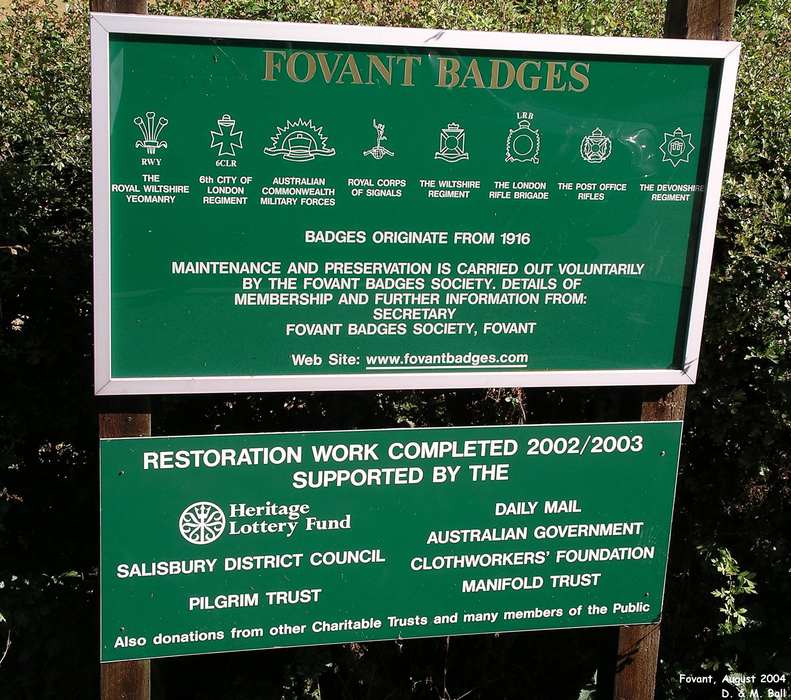 FOVANT BADGES
LRB
RWY
6CLR
THE
ROYAL WILTSHIRE
YEOMANRY
6th CITY OF
LONDON
REGIMENT
AUSTRALIAN
COMMONWEALTH
MILITARY FORCES
ROYAL CORPS
OF SIGNALS
THE WILTSHIRE
REGIMENT
THE LONDON
RIFLE BRIGADE
THE POST OFFICE
RIFLES
THE DEVONSHIRE
REGIMENT
BADGES ORIGINATE FROM 1916
MAINTENANCE AND PRESERVATION IS CARRIED OUT VOLUNTARILY
BY THE FOVANT BADGES SOCIETY. DETAILS OF
MEMBERSHIP AND FURTHER INFORMATION FROM:
SECRETARY
FOVANT BADGES SOCIETY, FOVANT
Web Site: www.fovantbadges.com
RESTORATION WORK COMPLETED 2002/2003
SUPPORTED BY THE
Heritage
Lottery Fund
SALISBURY DISTRICT COUNCIL
PILGRIM TRUST
DAILY MAIL
AUSTRALIAN GOVERNMENT
CLOTHWORKERS' FOUNDATION
MANIFOLD TRUST
Also donations from other Charitable Trusts and many members of the Public
Fovant, August 2004
D. & M. Ball